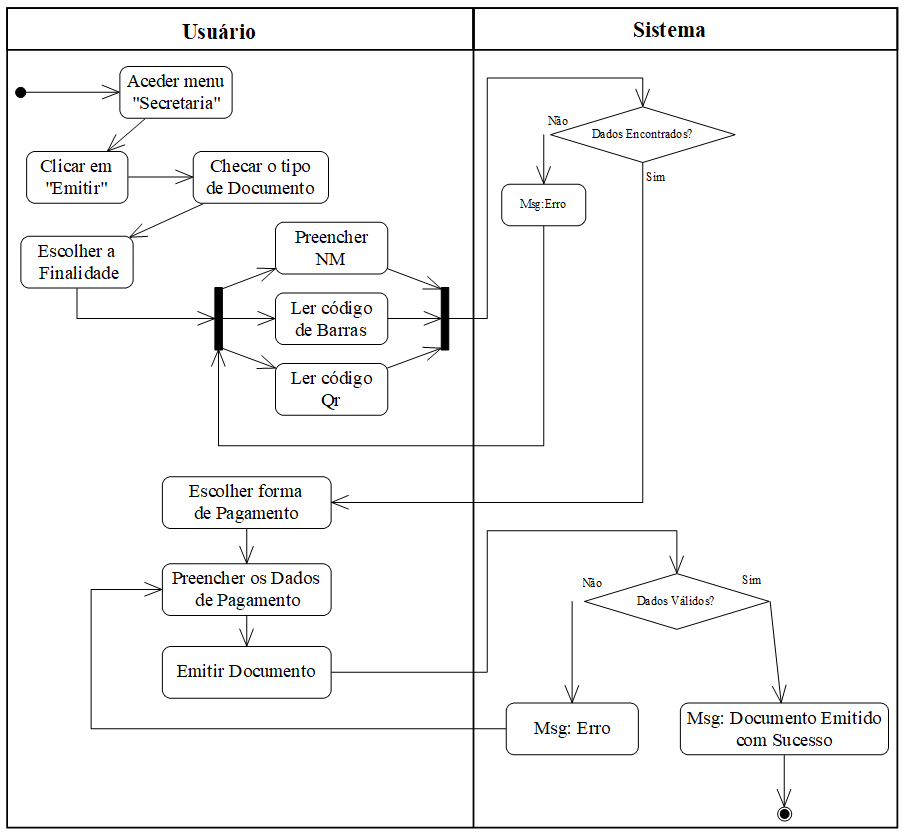 Usuário
Sistema
Aceder menu
"Secretaria"
Clicar em
"Emitir"
Checar o tipo
de Documento
Escolher a
Finalidade
Preencher
NM
Ler código
de Barras
Ler código
Qr
Dados Encontrados?
Não
Sim
Msg:Erro
Escolher forma
de Pagamento
Preencher os Dados
de Pagamento
Emitir Documento
Dados Válidos?
Não
Sim
Msg: Erro
Msg: Documento Emitido
com Sucesso